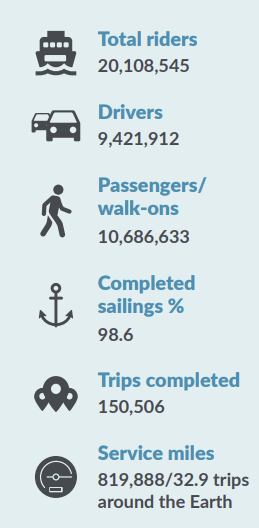 Total riders
20,108,545
Drivers
9,421,912
Passengers/
walk-ons
10,686,633
Completed
sailings %
98.6
Trips completed
150,506
Service miles
819,888/32.9 trips
around the Earth